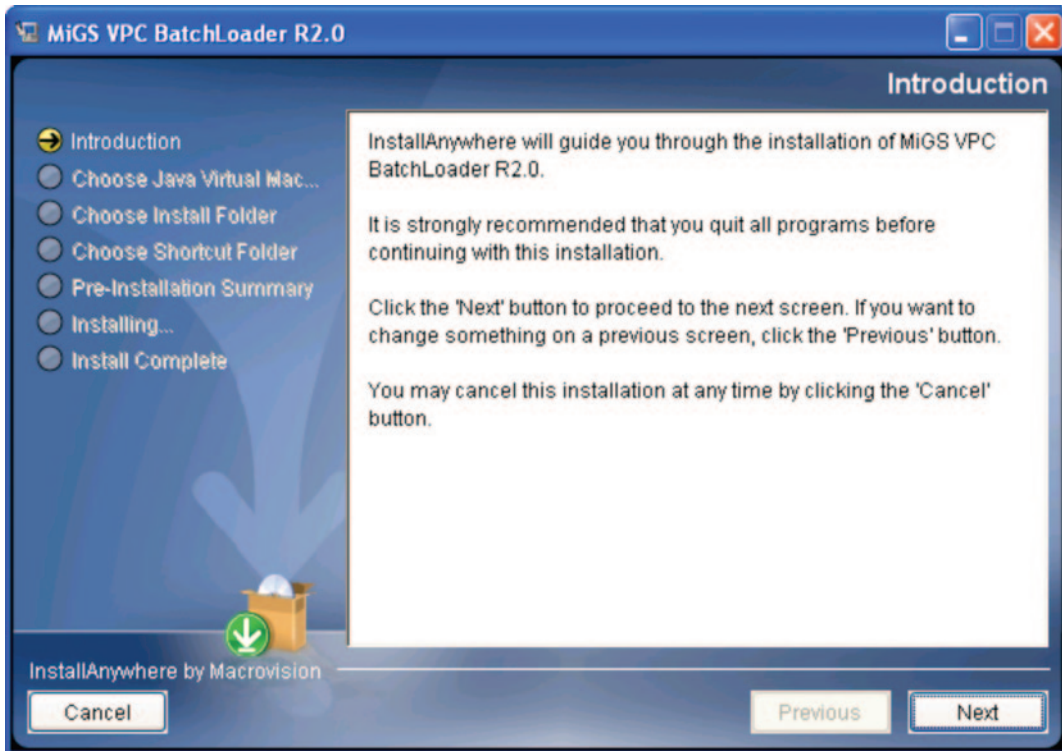 MiGS VPC BatchLoader R2.0
Introduction
Introduction
Choose Java Virtual Mac...
Choose Install Folder
Choose Shortcut Folder
Pre-Installation Summary
Installing...
Install Complete
InstallAnywhere will guide you through the installation of MiGS VPC
BatchLoader R2.0.
It is strongly recommended that you quit all programs before
continuing with this installation.
Click the 'Next' button to proceed to the next screen. If you want to
change something on a previous screen, click the 'Previous' button.
You may cancel this installation at any time by clicking the 'Cancel'
button.
InstallAnywhere by Macrovision
Cancel
Previous
Next